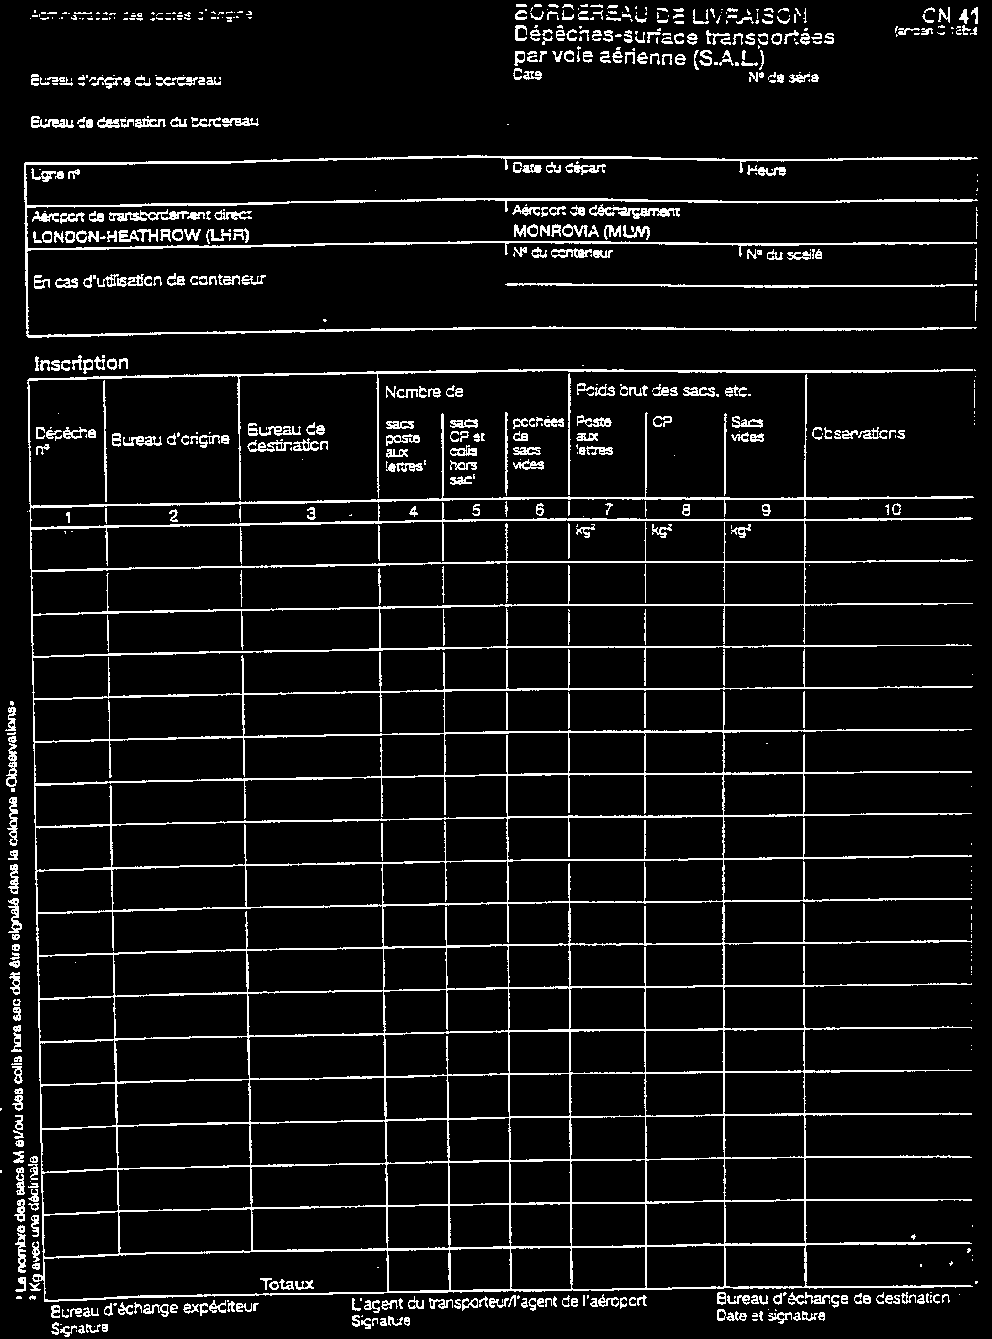 Administration des postes d'origine
BORDEREAU DE LIVRAISON
Dépêches-surface transportées
par voie aérienne (S.A.L.)
CN 41
Date
Nº de série
Bureau d'origine du bordereau
Bureau de destination du bordereau
Ligne nº
Date du départ
Heure
Aéroport de transbordement direct
LONDON-HEATHROW (LHR)
Aéroport de déchargement
MONROVIA (MLW)
En cas d'utilisation de conteneur
Nº du conteneur
Nº du scellé
Inscription
Dépêche
nº
Bureau d'origine
Bureau de
destination
Nombre de
sacs
poste
aux
lettres¹
sacs
CP et
colis
hors
sac¹
pochées
de
sacs
vides
Poids brut des sacs, etc.
Poste
aux
lettres
CP
Sacs
vides
Observations
1 2 3 4 5 6 7 8 9 10
kg² kg² kg²
Totaux
¹ Le nombre des sacs M et/ou des colis hors sac doit être signalé dans la colonne «Observations»
² Kg avec une décimale
Bureau d'échange expéditeur
Signature
L'agent du transporteur/l'agent de l'aéroport
Signature
Bureau d'échange de destination
Date et signature